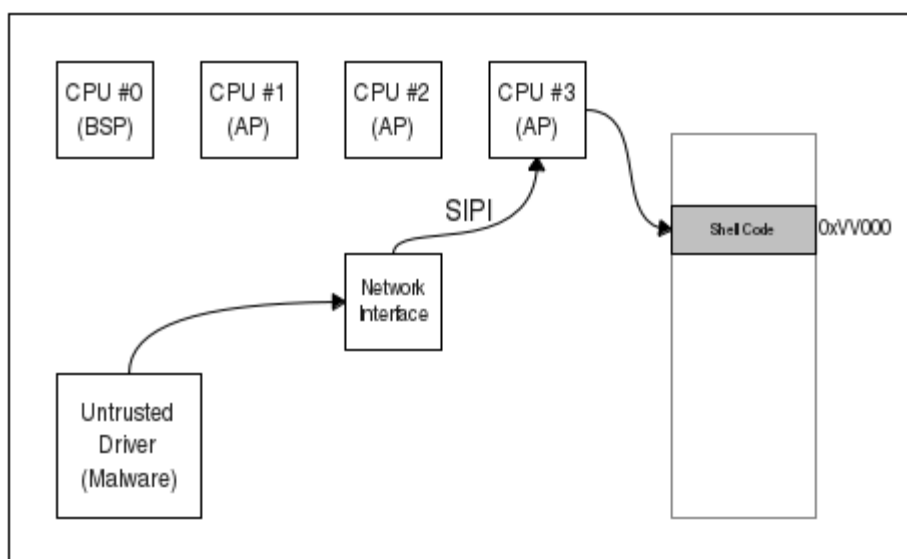 CPU #0
(BSP)
CPU #1
(AP)
CPU #2
(AP)
CPU #3
(AP)
SIPI
Shell Code
0xVV000
Network
Interface
Untrusted
Driver
(Malware)